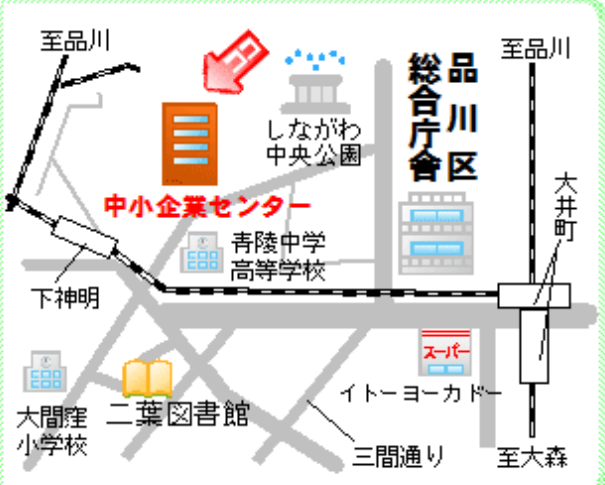 至品川
しながわ
中央公園
品川区
総合庁舎
至品川
中小企業センター
大井町
青陵中学
高等学校
下神明
スーパー
イトーヨーカドー
大間窪
小学校
二葉図書館
三間通り
至大森